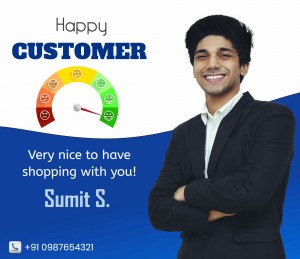 Happy
CUSTOMER
Very nice to have
shopping with you!
Sumit S.
+91 0987654321